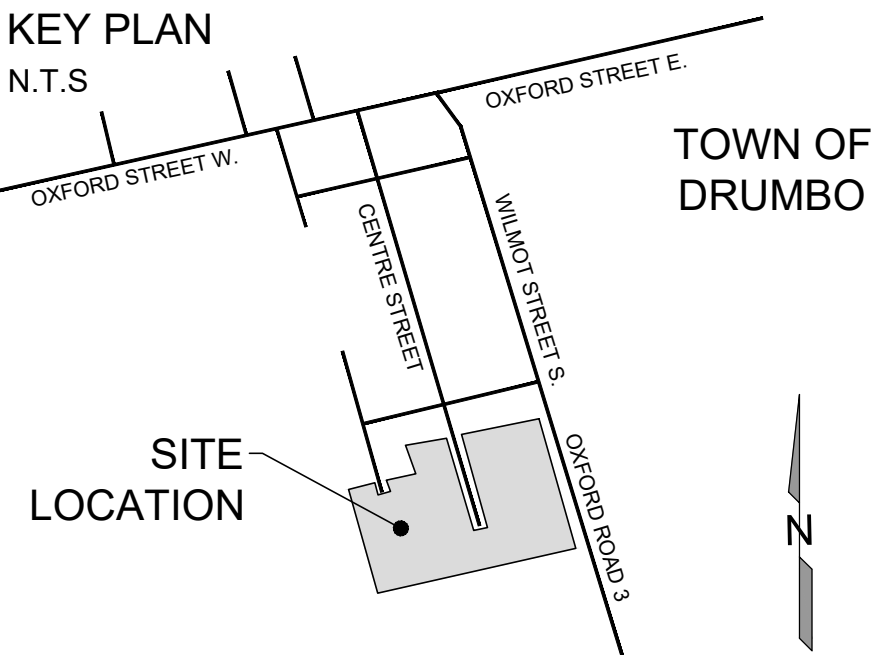 KEY PLAN
N.T.S
OXFORD STREET E.
OXFORD STREET W.
TOWN OF
DRUMBO
CENTRE STREET
WILMOT STREET S.
SITE
LOCATION
OXFORD ROAD 3
N